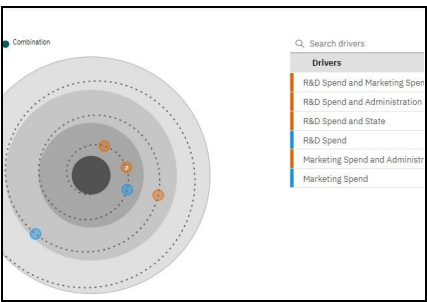 Combination
Search drivers
Drivers
R&D Spend and Marketing Spen
R&D Spend and Administration
R&D Spend and State
R&D Spend
Marketing Spend and Administr
Marketing Spend
2